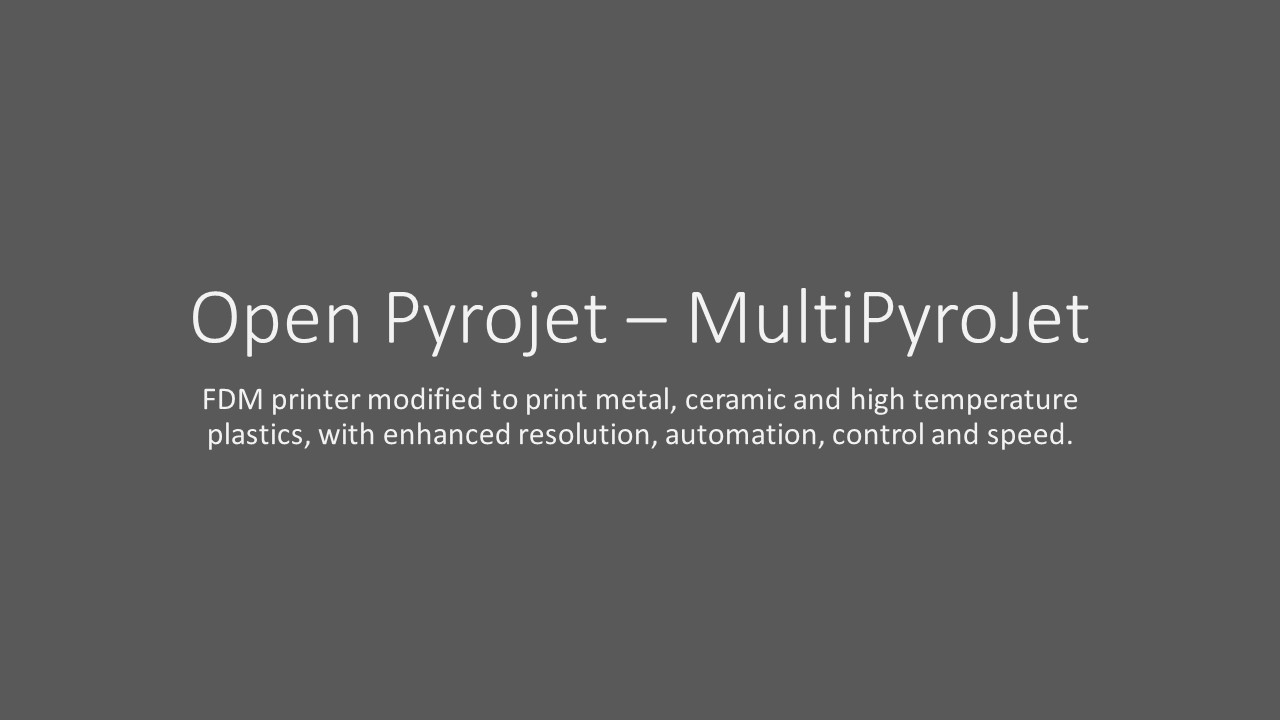 Open Pyrojet – MultiPyroJet
FDM printer modified to print metal, ceramic and high temperature
plastics, with enhanced resolution, automation, control and speed.